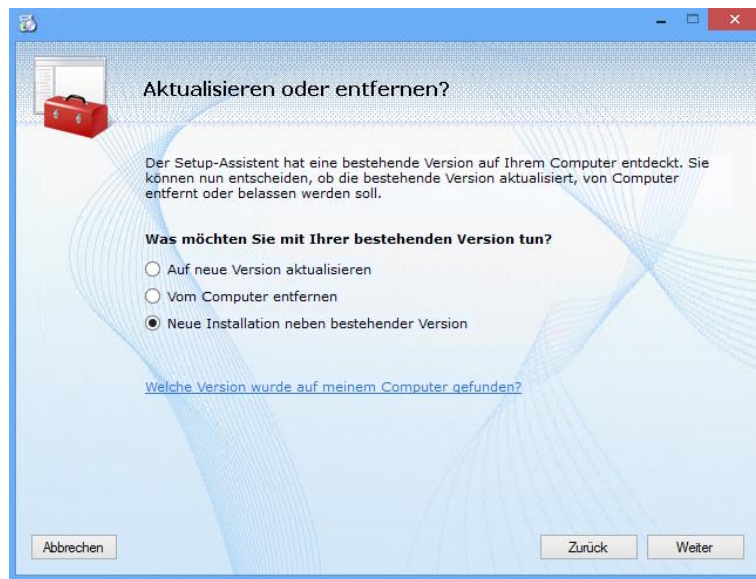 Aktualisieren oder entfernen?
Der Setup-Assistent hat eine bestehende Version auf Ihrem Computer entdeckt. Sie
können nun entscheiden, ob die bestehende Version aktualisiert, von Computer
entfernt oder belassen werden soll.
Was möchten Sie mit Ihrer bestehenden Version tun?
Auf neue Version aktualisieren
Vom Computer entfernen
Neue Installation neben bestehender Version
Welche Version wurde auf meinem Computer gefunden?
Abbrechen Zurück Weiter